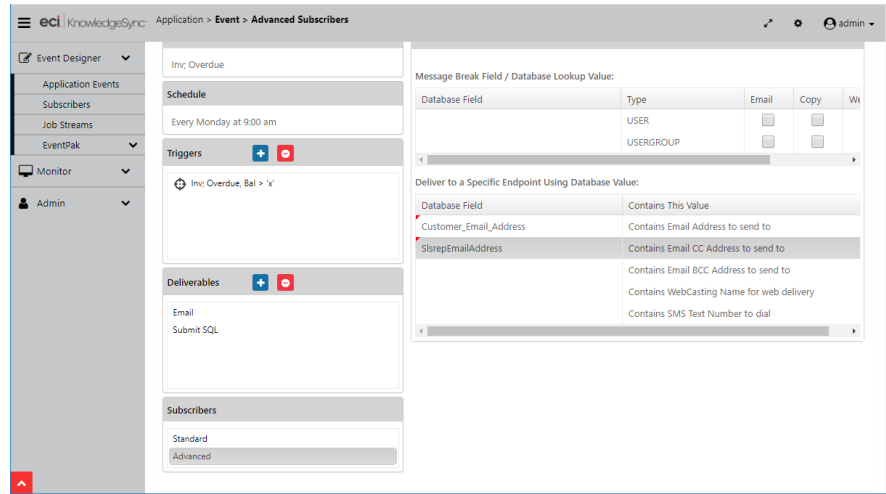 eci KnowledgeSync
Application > Event > Advanced Subscribers
admin
Event Designer
Application Events
Subscribers
Job Streams
EventPak
Monitor
Admin
Inv; Overdue
Schedule
Every Monday at 9:00 am
Triggers
Inv; Overdue, Bal > 'x'
Deliverables
Email
Submit SQL
Subscribers
Standard
Advanced
Message Break Field / Database Lookup Value:
Database Field Type Email Copy We
USER
USERGROUP
Deliver to a Specific Endpoint Using Database Value:
Database Field Contains This Value
Customer_Email_Address Contains Email Address to send to
SlsrepEmailAddress Contains Email CC Address to send to
Contains Email BCC Address to send to
Contains WebCasting Name for web delivery
Contains SMS Text Number to dial